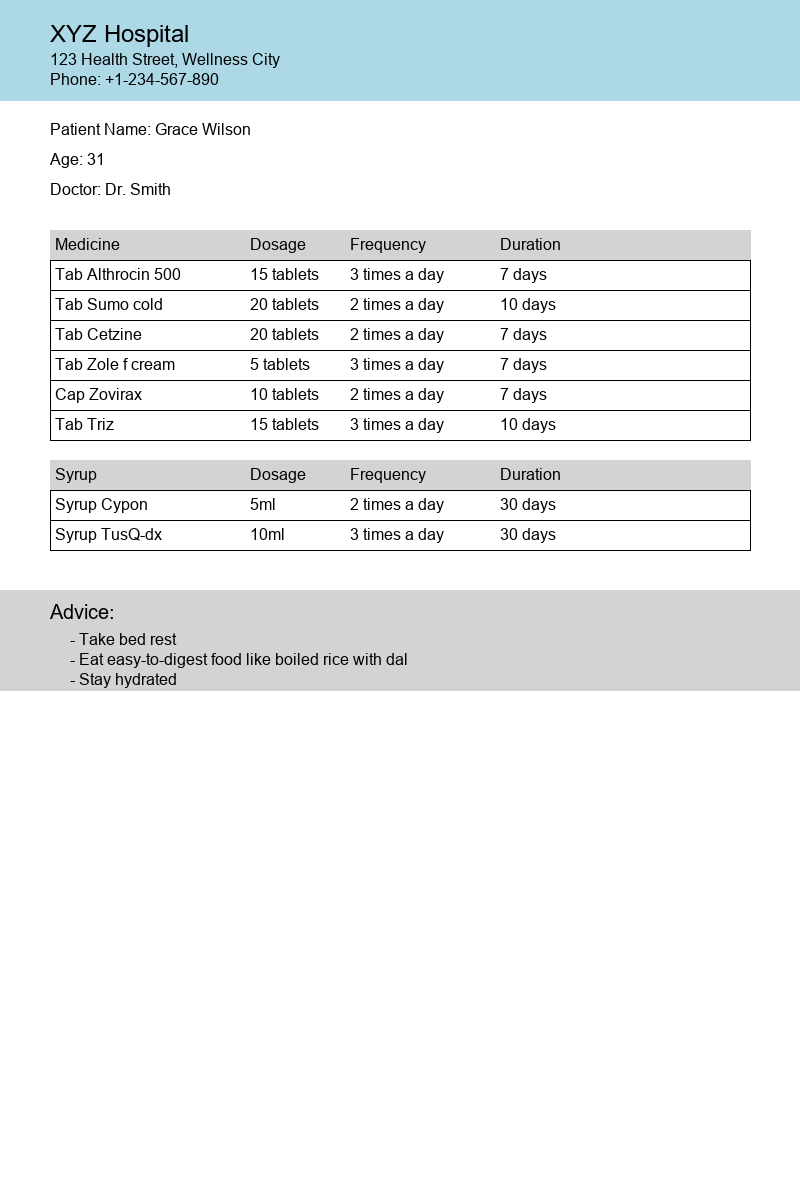 XYZ Hospital
123 Health Street, Wellness City
Phone: +1-234-567-890
Patient Name: Grace Wilson
Age: 31
Doctor: Dr. Smith
Medicine Dosage Frequency Duration
Tab Althrocin 500 15 tablets 3 times a day 7 days
Tab Sumo cold 20 tablets 2 times a day 10 days
Tab Cetzine 20 tablets 2 times a day 7 days
Tab Zole f cream 5 tablets 3 times a day 7 days
Cap Zovirax 10 tablets 2 times a day 7 days
Tab Triz 15 tablets 3 times a day 10 days
Syrup Dosage Frequency Duration
Syrup Cypon 5ml 2 times a day 30 days
Syrup TusQ-dx 10ml 3 times a day 30 days
Advice:
- Take bed rest
- Eat easy-to-digest food like boiled rice with dal
- Stay hydrated